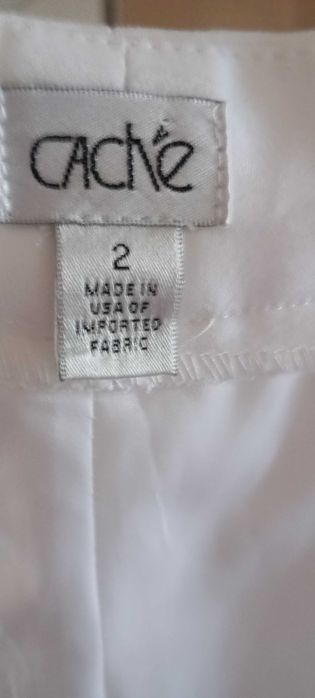 CAChé
2
MADE IN
USA OF
IMPORTED
FABRIC